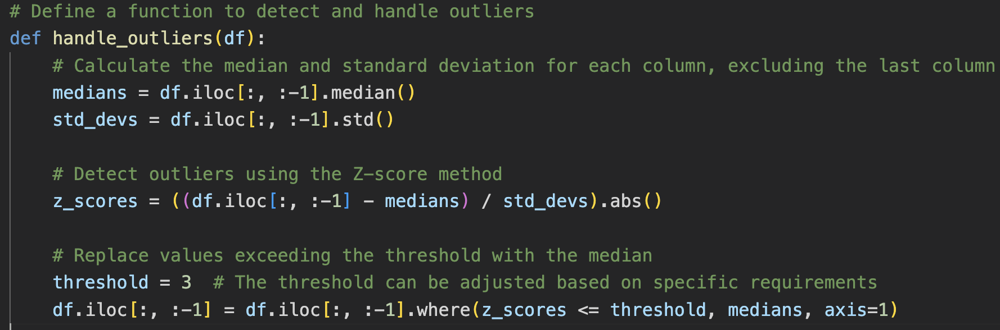 # Define a function to detect and handle outliers
def handle_outliers(df):
    # Calculate the median and standard deviation for each column, excluding the last column
    medians = df.iloc[:, :-1].median()
    std_devs = df.iloc[:, :-1].std()

    # Detect outliers using the Z-score method
    z_scores = ((df.iloc[:, :-1] - medians) / std_devs).abs()

    # Replace values exceeding the threshold with the median
    threshold = 3  # The threshold can be adjusted based on specific requirements
    df.iloc[:, :-1] = df.iloc[:, :-1].where(z_scores <= threshold, medians, axis=1)